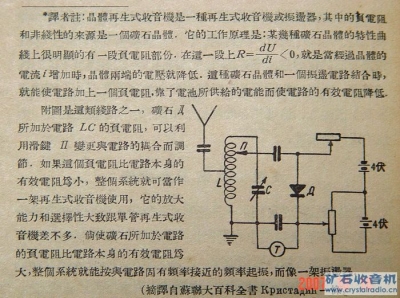 *譯者註:晶體再生式收音機是一種再生式收音機或振盪器,其中的負電阻
和非綫性的來源是一個礦石晶体。它的工作原理是:某幾種礦石晶体的特性曲
綫上很明顯的有一段負電阻部份。在這一段上R=dU/di<0,就是當經過晶體的
電流i增加時,晶體兩端的電壓就降低。這種礦石晶体和一個振盪電路結合時,
就能使電路加上一個負電阻,靠了電池所供給的電能而使電路的有效電阻降低.
附圖是這類綫路之一,礦石Д
所加於電路LC的負電阻,可以利
用滑鍵П變更與電路的耦合而調
節。如果這個負電阻比電路本身的
有效電阻爲小,整個系統就可當作
一架再生式收音機使用,它的放大
能力和選擇性大致跟單管再生式收
音機差不多。倘使礦石所加於電路
的負電阻比電路本身的有效電阻爲
大,整個系統就能按與電路固有頻率接近的頻率起振,而像一架振盪器.
(摘譯自蘇聯大百科全書 Кристадин
П
L
C
Д
T
4伏
4伏
矿石收音机
www.crystalradio.cn